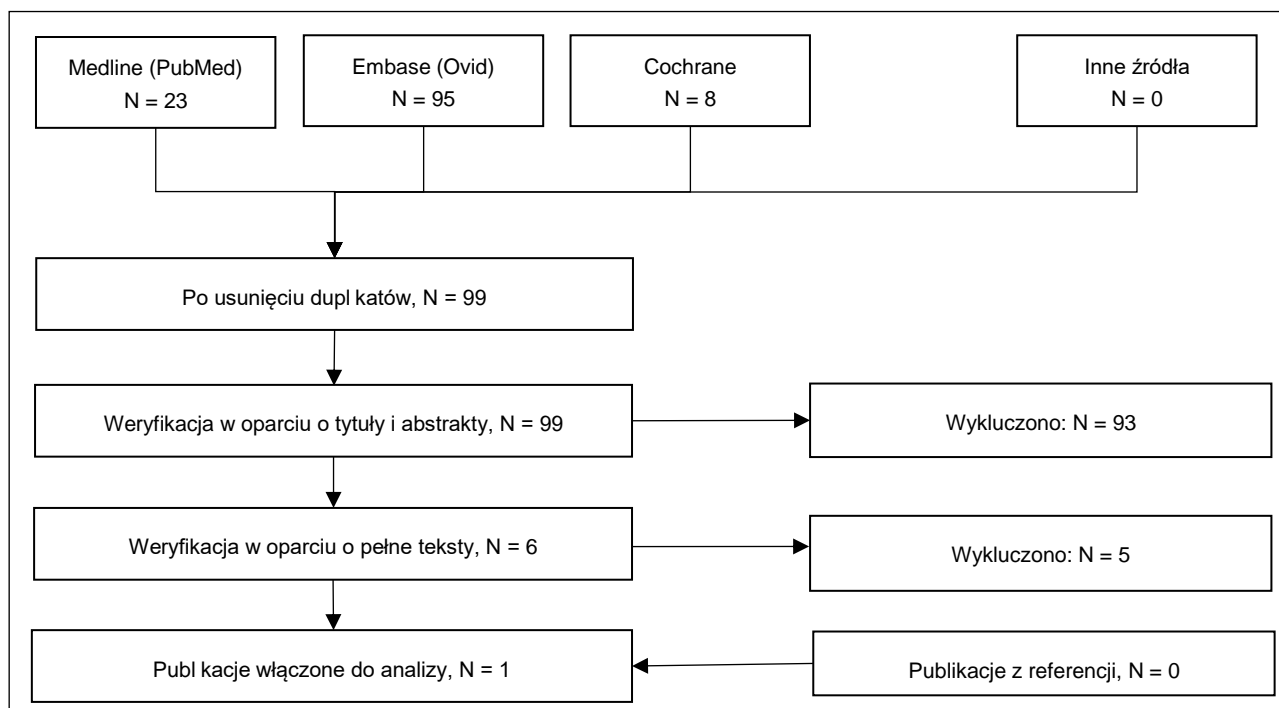 Medline (PubMed)
N = 23
Embase (Ovid)
N = 95
Cochrane
N = 8
Inne źródła
N = 0
Po usunięciu dupl katów, N = 99
Weryfikacja w oparciu o tytuły i abstrakty, N = 99
Wykluczono: N = 93
Weryfikacja w oparciu o pełne teksty, N = 6
Wykluczono: N = 5
Publ kacje włączone do analizy, N = 1
Publikacje z referencji, N = 0